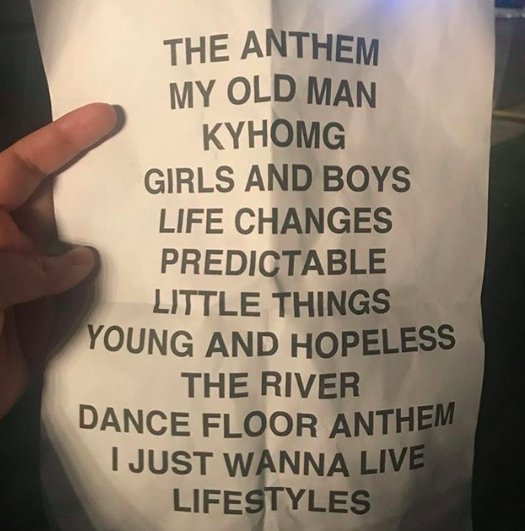 THE ANTHEM
MY OLD MAN
KYHOMG
GIRLS AND BOYS
LIFE CHANGES
PREDICTABLE
LITTLE THINGS
YOUNG AND HOPELESS
THE RIVER
DANCE FLOOR ANTHEM
I JUST WANNA LIVE
LIFESTYLES